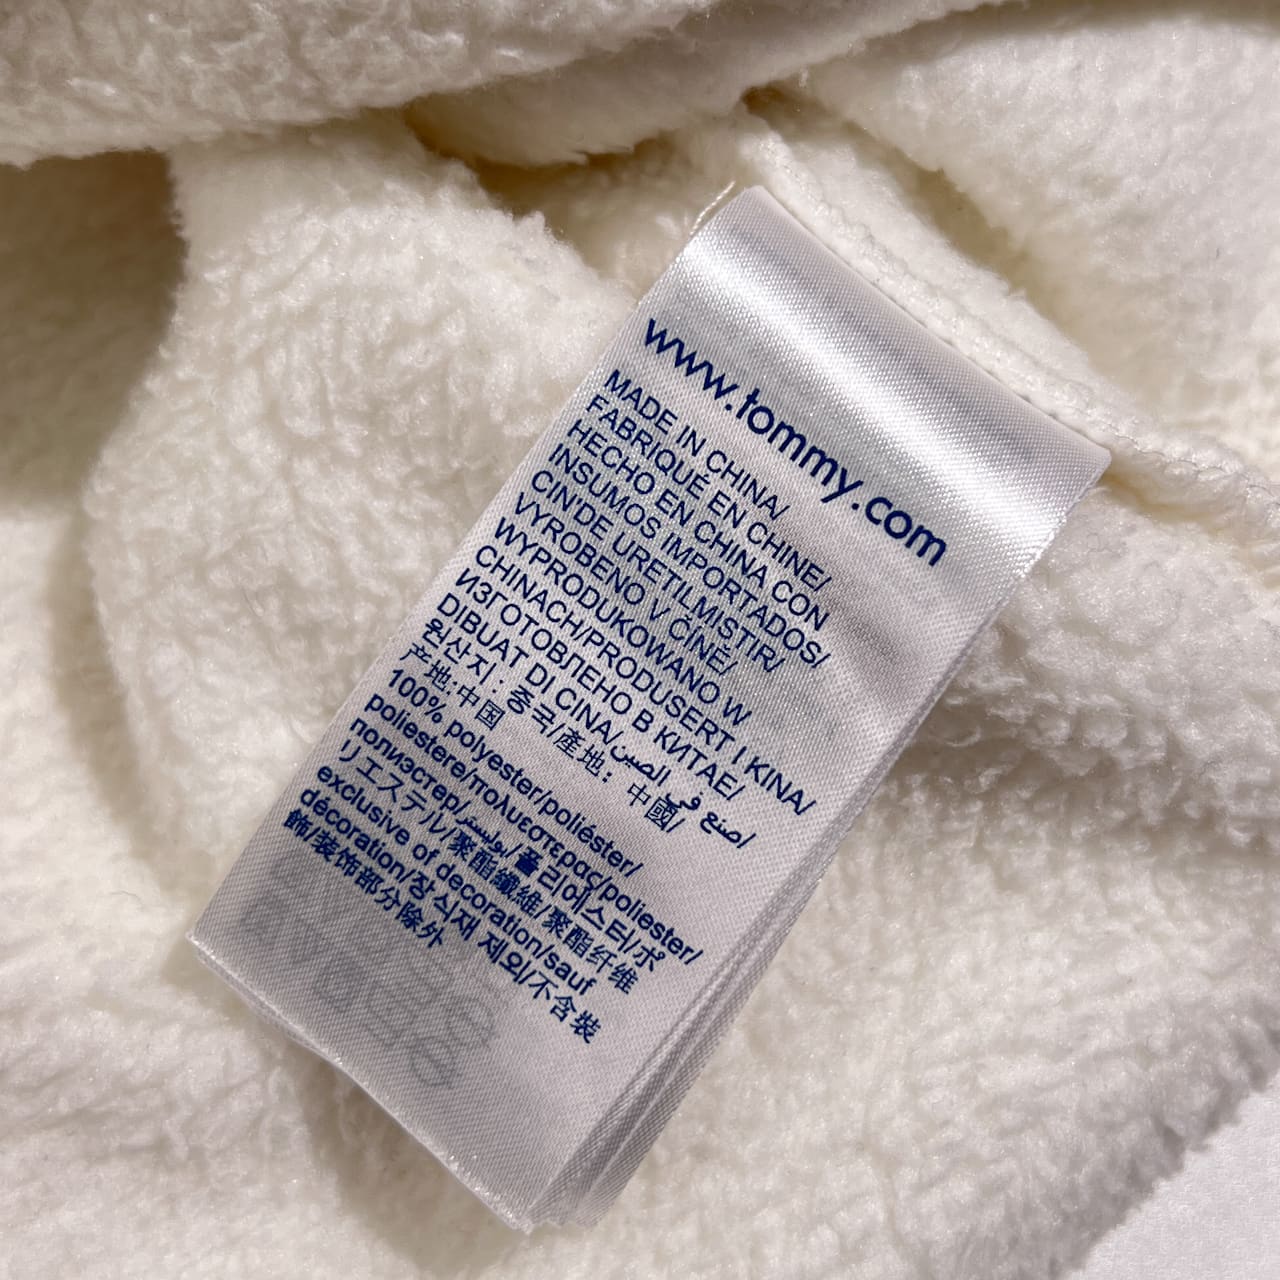 www.tommy.com
MADE IN CHINA/
FABRIQUÉ EN CHINE/
HECHO EN CHINA CON
INSUMOS IMPORTADOS/
CIN'DE URETILMISTIR/
VYROBENO V ČÍNĚ/
WYPRODUKOWANO W
CHINACH/PRODUSERT I KINA/
ИЗГОТОВЛЕНО В КИТАЕ/
DIBUAT DI CINA/صنع في الصين/
원산지 : 중국/產地: 中國/
产地:中国
100% polyester/poliéster/
poliestere/πολυεστερας/poliester/
полиэстер/بوليستر/폴리에스터/ポ
リエステル/聚酯纖維/聚酯纤维
exclusive of decoration/sauf
décoration/장식재 제외/不含裝
飾/装饰部分除外